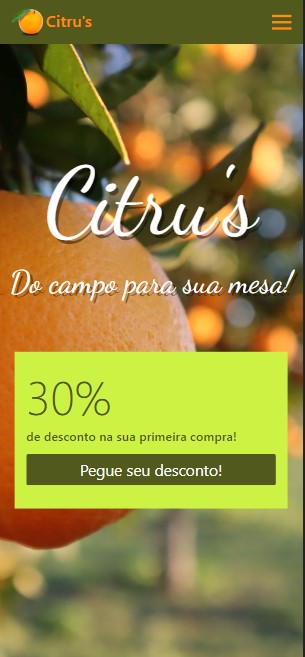 Citru's
Citru's
Do campo para sua mesa!
30%
de desconto na sua primeira compra!
Pegue seu desconto!